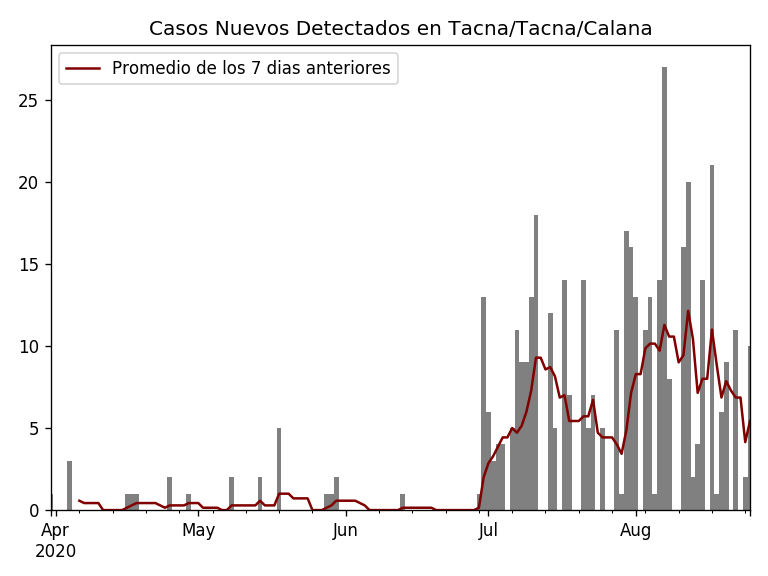 Casos Nuevos Detectados en Tacna/Tacna/Calana
Promedio de los 7 dias anteriores
25
20
15
10
5
0
Apr May Jun Jul Aug
2020